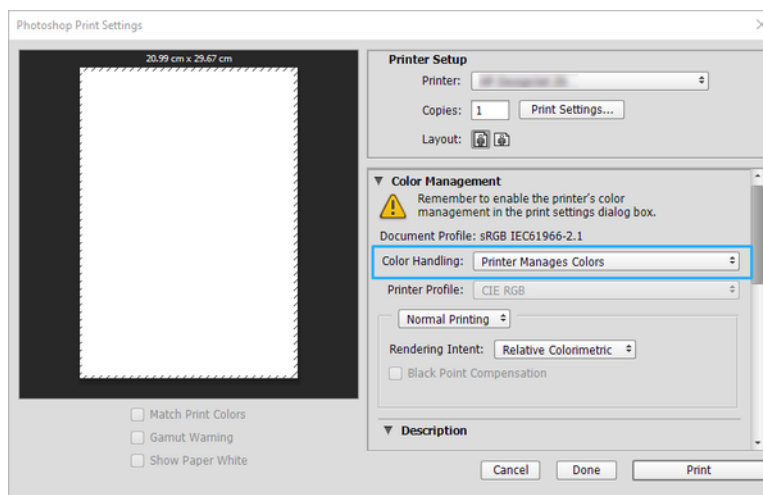 Photoshop Print Settings
20.99 cm x 29.67 cm
Match Print Colors
Gamut Warning
Show Paper White
Printer Setup
Printer:
Copies: 1 Print Settings...
Layout:
Color Management
Remember to enable the printer's color
management in the print settings dialog box.
Document Profile: sRGB IEC61966-2.1
Color Handling: Printer Manages Colors
Printer Profile: CIE RGB
Normal Printing
Rendering Intent: Relative Colorimetric
Black Point Compensation
Description
Cancel Done Print